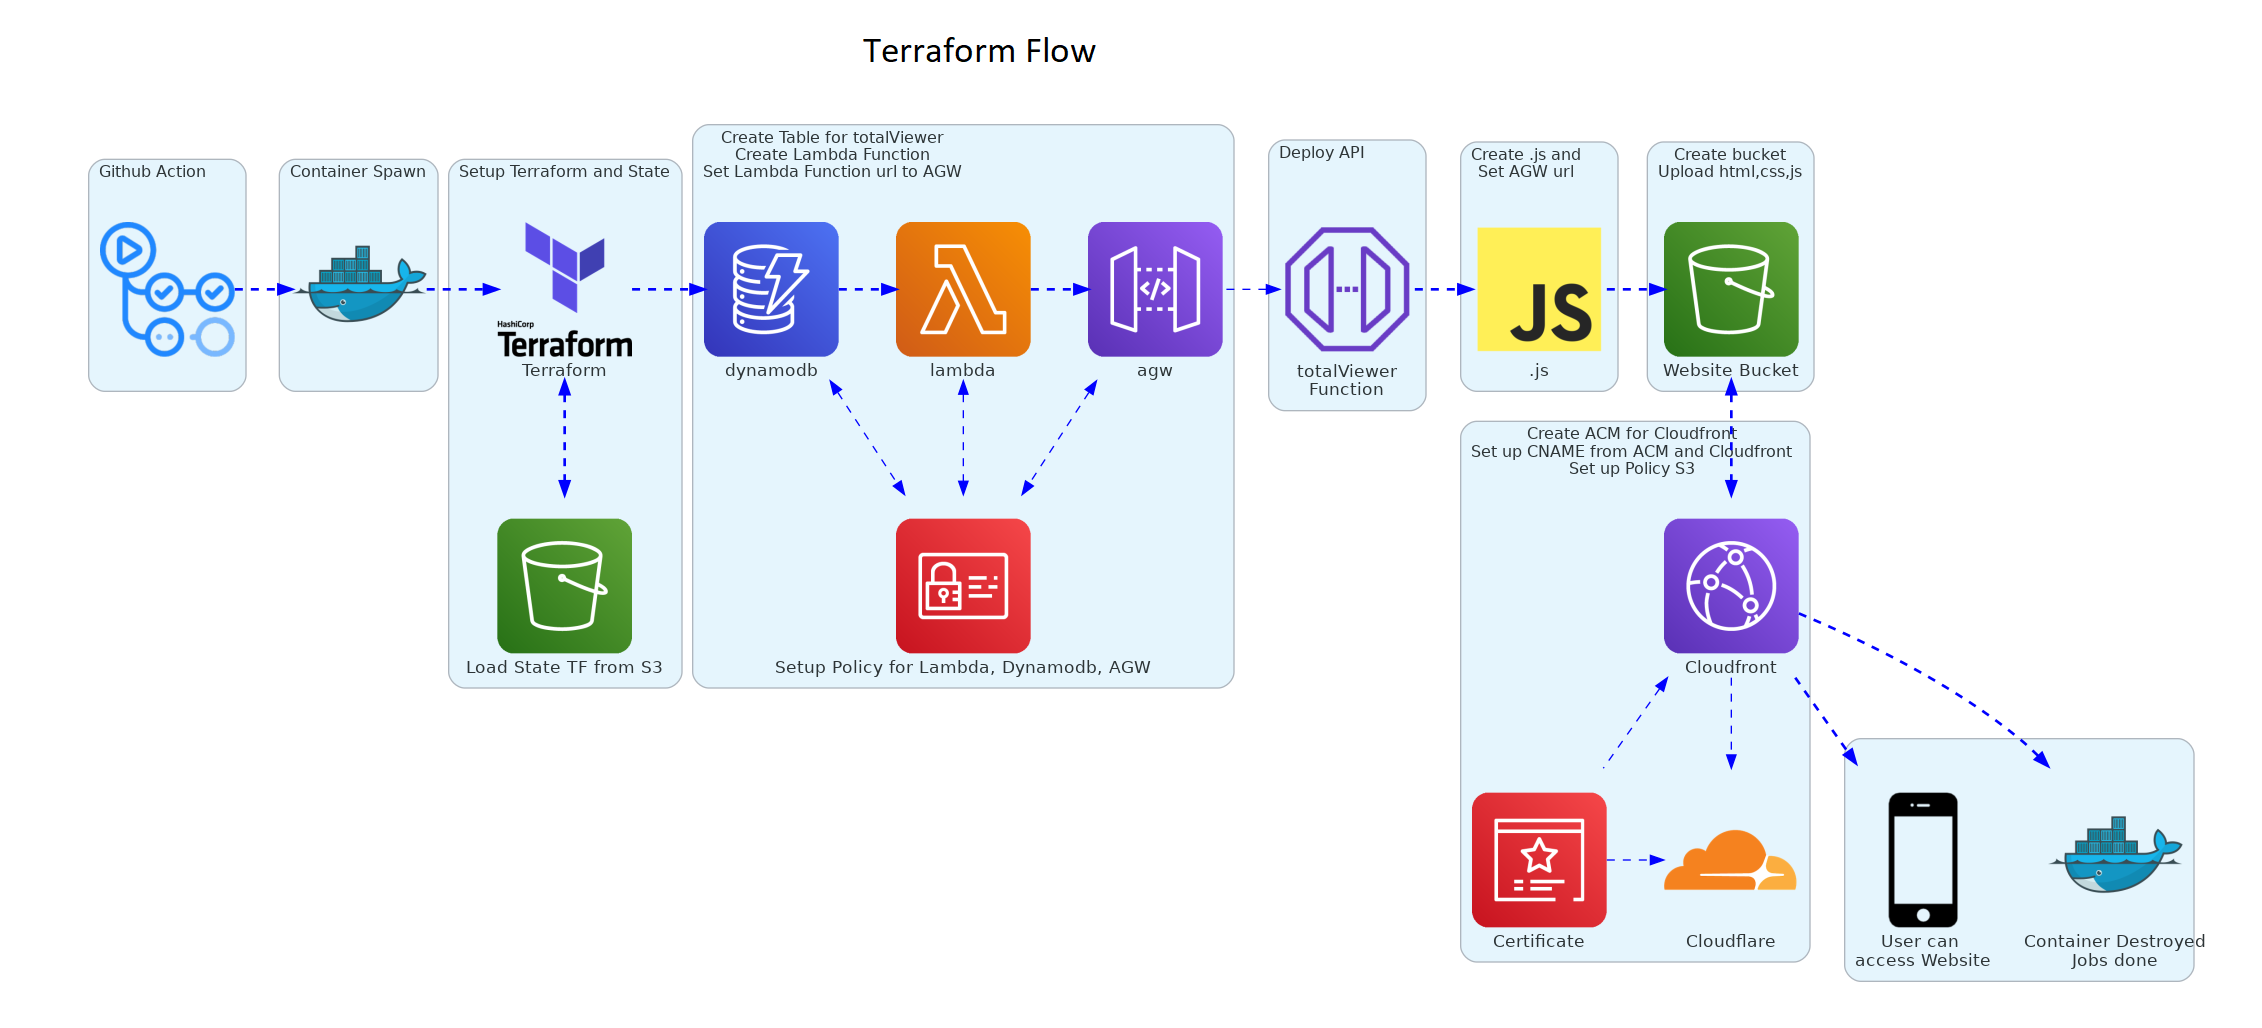 Terraform Flow
Github Action
Container Spawn
Setup Terraform and State
HashiCorp
Terraform
Terraform
Load State TF from S3
Create Table for totalViewer
Create Lambda Function
Set Lambda Function url to AGW
dynamodb
lambda
agw
Setup Policy for Lambda, Dynamodb, AGW
Deploy API
totalViewer
Function
Create .js and
Set AGW url
JS
.js
Create bucket
Upload html,css,js
Website Bucket
Create ACM for Cloudfront
Set up CNAME from ACM and Cloudfront
Set up Policy S3
Cloudfront
Certificate
Cloudflare
User can
access Website
Container Destroyed
Jobs done